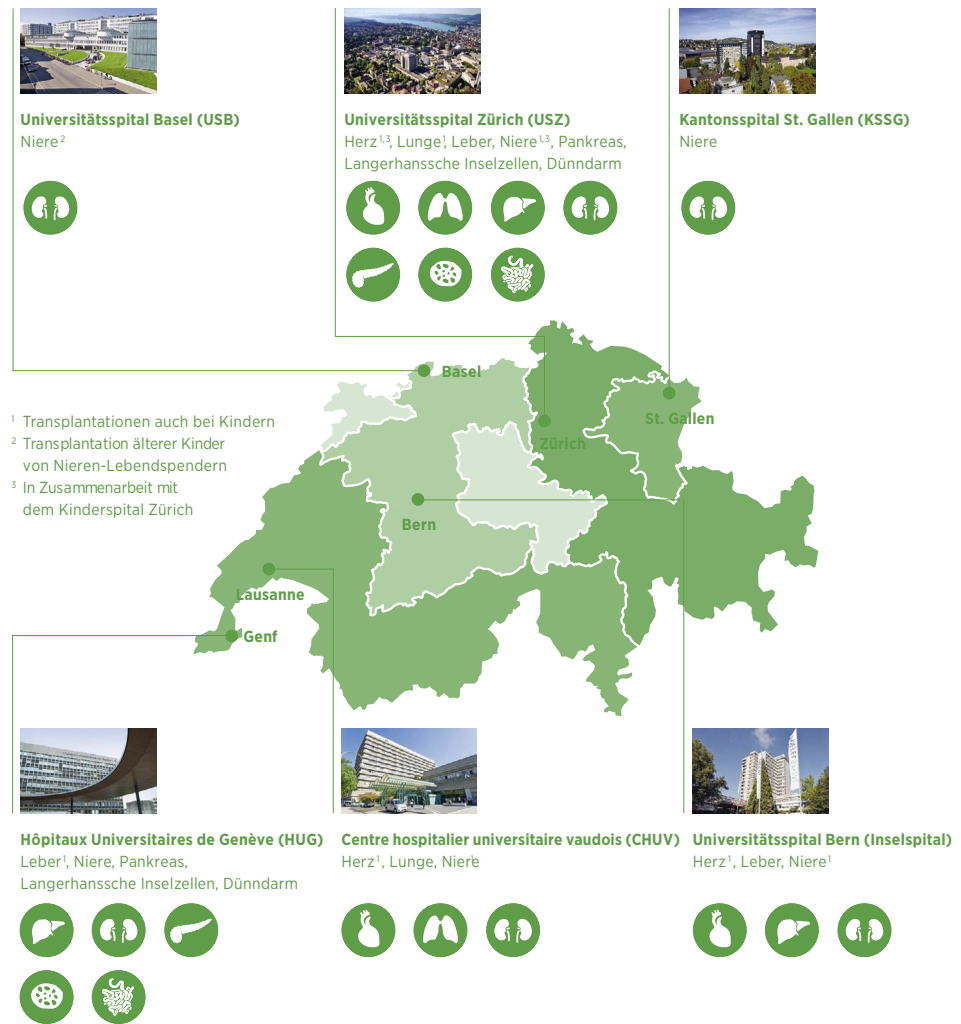 Universitätsspital Basel (USB)
Niere²
Universitätsspital Zürich (USZ)
Herz¹,³, Lunge¹, Leber, Niere¹,³, Pankreas,
Langerhanssche Inselzellen, Dünndarm
Kantonsspital St. Gallen (KSSG)
Niere
Basel
St. Gallen
Zürich
Bern
Lausanne
Genf
¹ Transplantationen auch bei Kindern
² Transplantation älterer Kinder
von Nieren-Lebendspendern
³ In Zusammenarbeit mit
dem Kinderspital Zürich
Hôpitaux Universitaires de Genève (HUG)
Leber¹, Niere, Pankreas,
Langerhanssche Inselzellen, Dünndarm
Centre hospitalier universitaire vaudois (CHUV)
Herz¹, Lunge, Niere¹
Universitätsspital Bern (Inselspital)
Herz¹, Leber, Niere¹